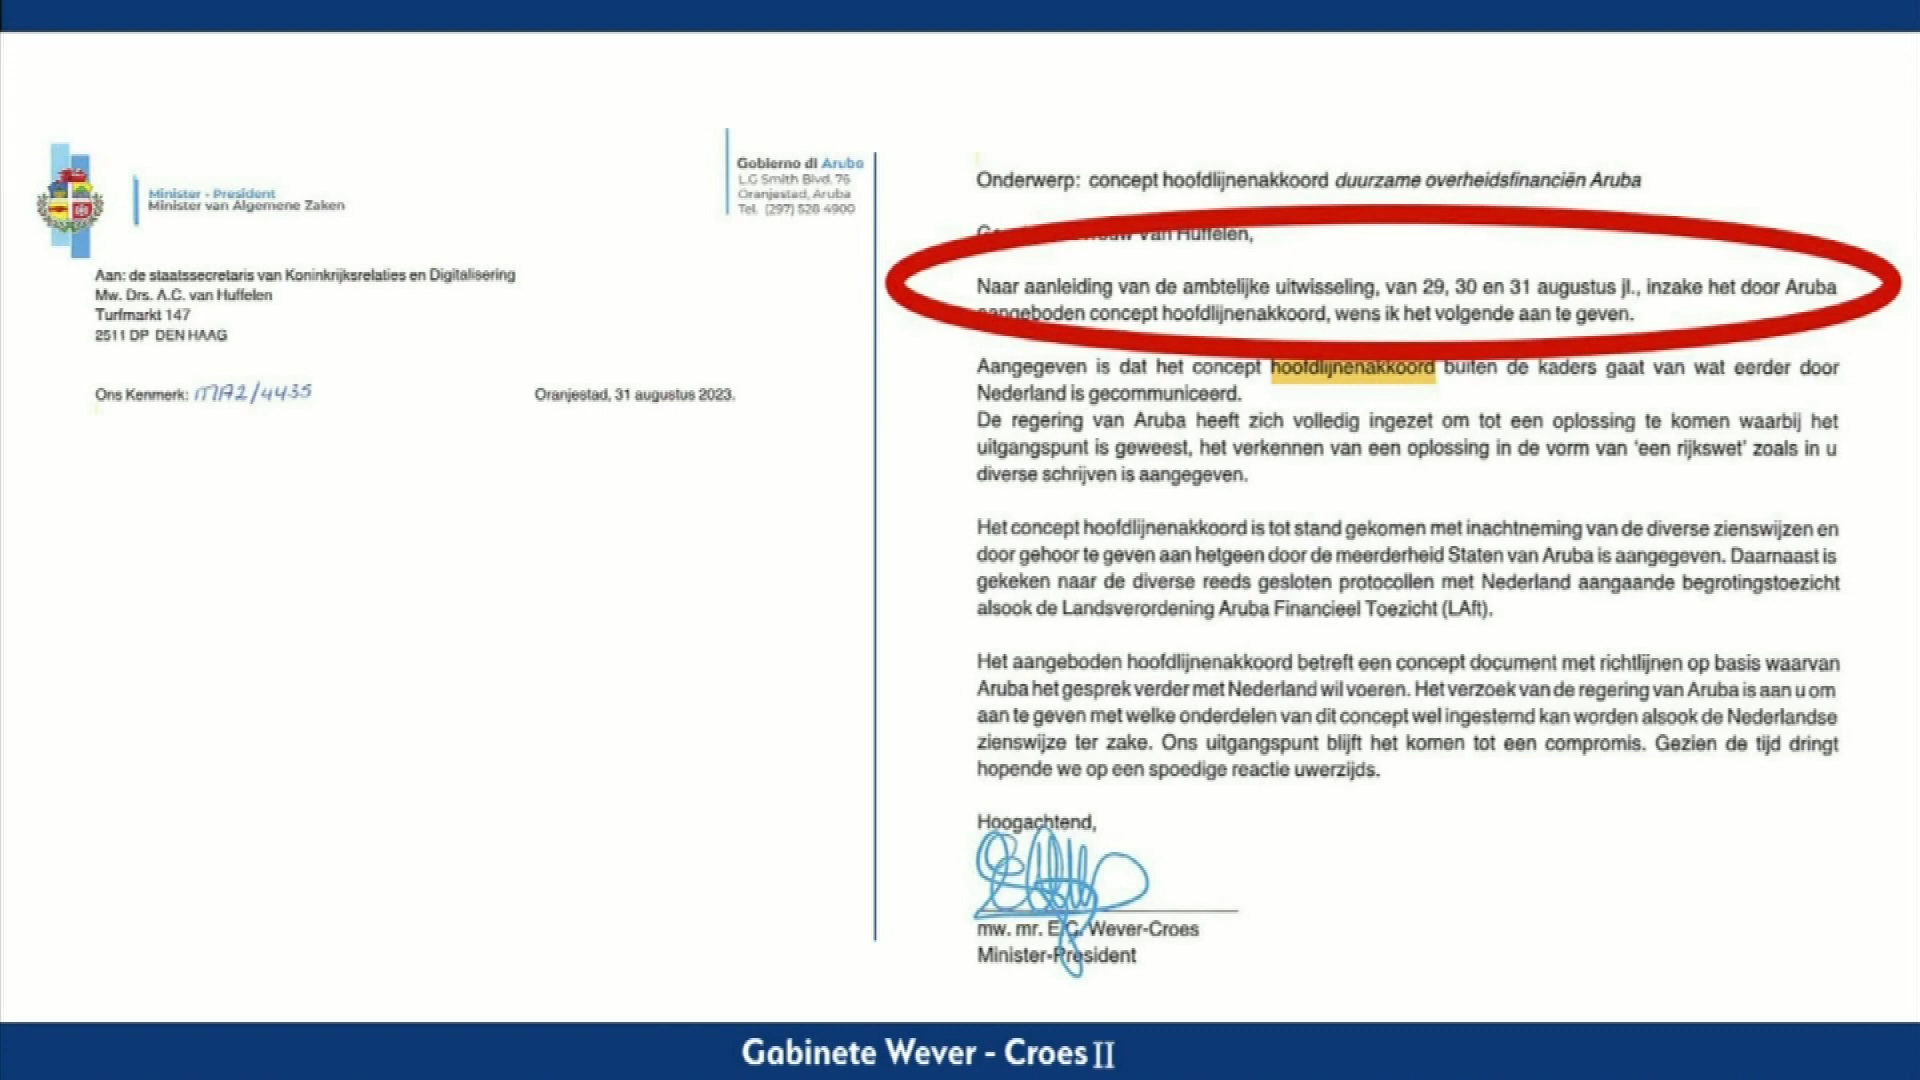 Minister - President
Minister van Algemene Zaken
Gobierno di Aruba
L.G Smith Blvd. 76
Oranjestad, Aruba
Tel. (297) 528 4900
Aan: de staatssecretaris van Koninkrijksrelaties en Digitalisering
Mw. Drs. A.C. van Huffelen
Turfmarkt 147
2511 DP DEN HAAG
Ons Kenmerk: MA2/4435
Oranjestad, 31 augustus 2023.
Onderwerp: concept hoofdlijnenakkoord duurzame overheidsfinanciën Aruba
van Huffelen,
Naar aanleiding van de ambtelijke uitwisseling, van 29, 30 en 31 augustus jl., inzake het door Aruba
aangeboden concept hoofdlijnenakkoord, wens ik het volgende aan te geven.
Aangegeven is dat het concept hoofdlijnenakkoord buiten de kaders gaat van wat eerder door
Nederland is gecommuniceerd.
De regering van Aruba heeft zich volledig ingezet om tot een oplossing te komen waarbij het
uitgangspunt is geweest, het verkennen van een oplossing in de vorm van ‘een rijkswet’ zoals in u
diverse schrijven is aangegeven.
Het concept hoofdlijnenakkoord is tot stand gekomen met inachtneming van de diverse zienswijzen en
door gehoor te geven aan hetgeen door de meerderheid Staten van Aruba is aangegeven. Daarnaast is
gekeken naar de diverse reeds gesloten protocollen met Nederland aangaande begrotingstoezicht
alsook de Landsverordening Aruba Financieel Toezicht (LAft).
Het aangeboden hoofdlijnenakkoord betreft een concept document met richtlijnen op basis waarvan
Aruba het gesprek verder met Nederland wil voeren. Het verzoek van de regering van Aruba is aan u om
aan te geven met welke onderdelen van dit concept wel ingestemd kan worden alsook de Nederlandse
zienswijze ter zake. Ons uitgangspunt blijft het komen tot een compromis. Gezien de tijd dringt
hopende we op een spoedige reactie uwerzijds.
Hoogachtend,
mw. mr. E.C. Wever-Croes
Minister-President
Gabinete Wever - Croes II